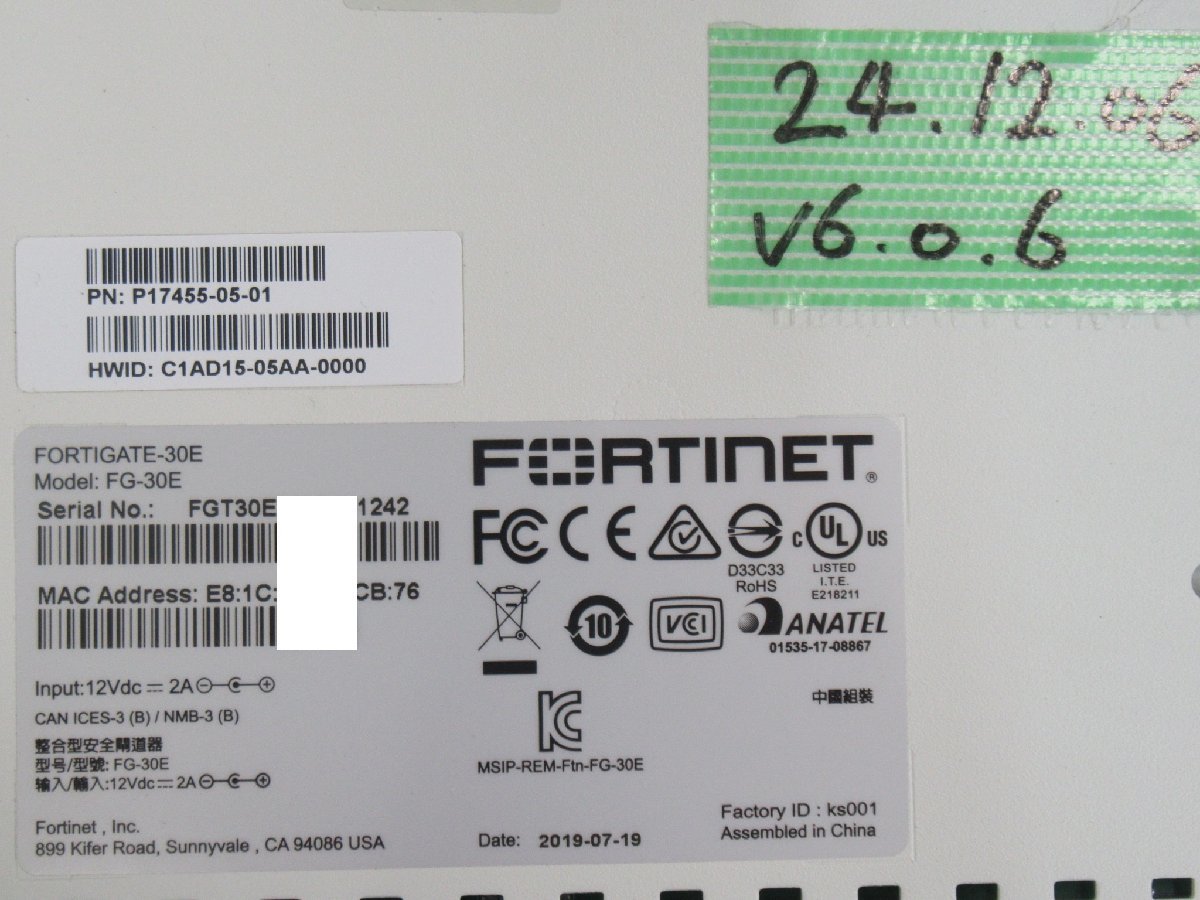 24.12.06
v6.0.6
PN: P17455-05-01
HWID: C1AD15-05AA-0000
FORTIGATE-30E
Model: FG-30E
Serial No.: FGT30E 1242
MAC Address: E8:1C: CB:76
Input:12Vdc 2A
CAN ICES-3 (B) / NMB-3 (B)
整合型安全閘道器
型号/型號: FG-30E
输入/輸入:12Vdc 2A
Fortinet , Inc.
899 Kifer Road, Sunnyvale , CA 94086 USA
FORTINET®
FC CE
D33C33
RoHS
c UL US
LISTED
I.T.E.
E218211
10
VCI
ANATEL
01535-17-08867
中國組裝
KC
MSIP-REM-Ftn-FG-30E
Factory ID : ks001
Assembled in China
Date: 2019-07-19